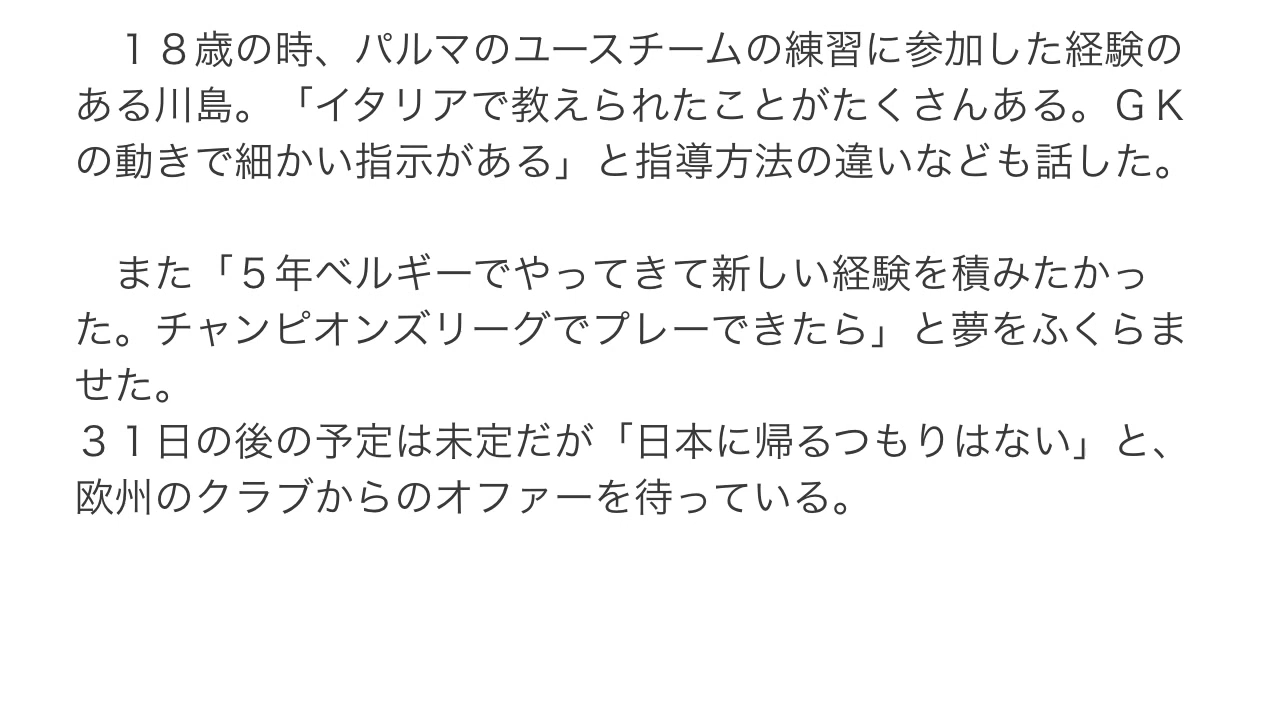 １８歳の時、パルマのユースチームの練習に参加した経験の
ある川島。「イタリアで教えられたことがたくさんある。ＧＫ
の動きで細かい指示がある」と指導方法の違いなども話した。
　また「５年ベルギーでやってきて新しい経験を積みたかっ
た。チャンピオンズリーグでプレーできたら」と夢をふくらま
せた。
３１日の後の予定は未定だが「日本に帰るつもりはない」と、
欧州のクラブからのオファーを待っている。